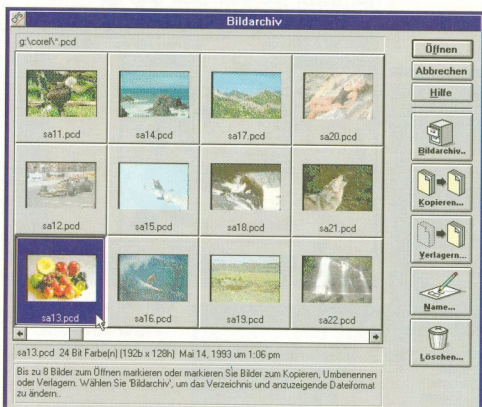 Bildarchiv
g:\corel\*.pcd
Öffnen
Abbrechen
Hilfe
Bildarchiv..
Kopieren...
Verlagern...
Name...
Löschen...
sa11.pcd
sa14.pcd
sa17.pcd
sa20.pcd
sa12.pcd
sa15.pcd
sa18.pcd
sa21.pcd
sa13.pcd
sa16.pcd
sa19.pcd
sa22.pcd
sa13.pcd 24 Bit Farbe(n) (192b x 128h) Mai 14, 1993 um 1:06 pm
Bis zu 8 Bilder zum Öffnen markieren oder markieren Sie Bilder zum Kopieren, Umbenennen
oder Verlagern. Wählen Sie 'Bildarchiv', um das Verzeichnis und anzuzeigende Dateiformat
zu ändern..